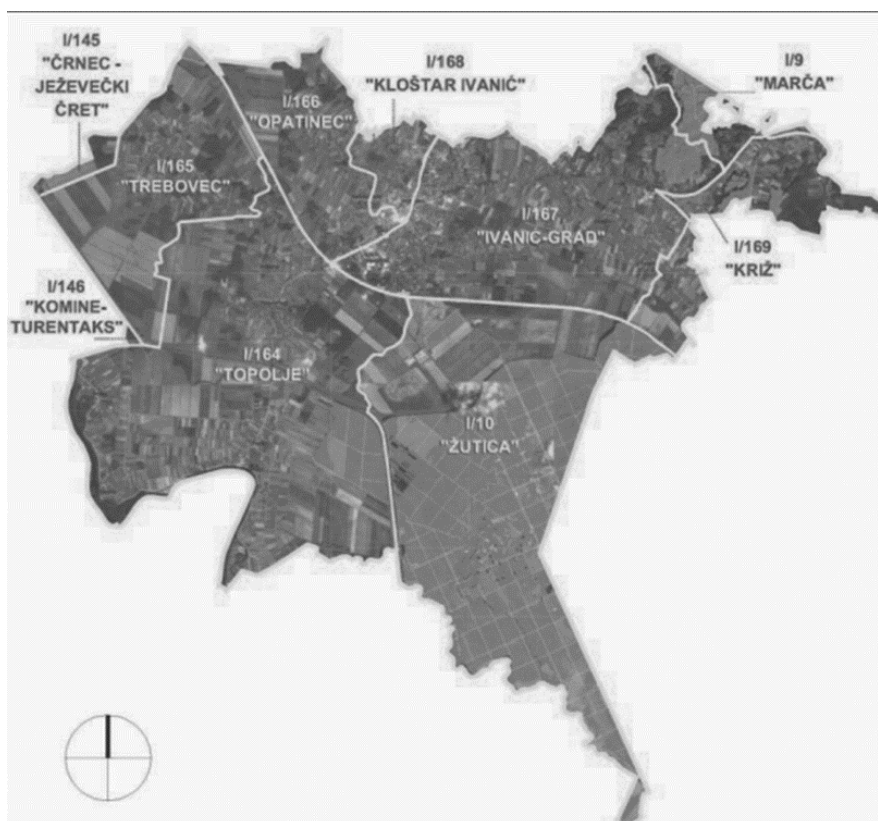 I/145
"ČRNEC -
JEŽEVEČKI
ČRET"
I/166
"OPATINEC"
I/168
"KLOŠTAR IVANIĆ"
I/9
"MARČA"
I/165
"TREBOVEC"
I/167
"IVANIĆ-GRAD"
I/169
"KRIŽ"
I/146
"KOMINE-
TURENTAKS"
I/164
"TOPOLJE"
I/10
"ŽUTICA"